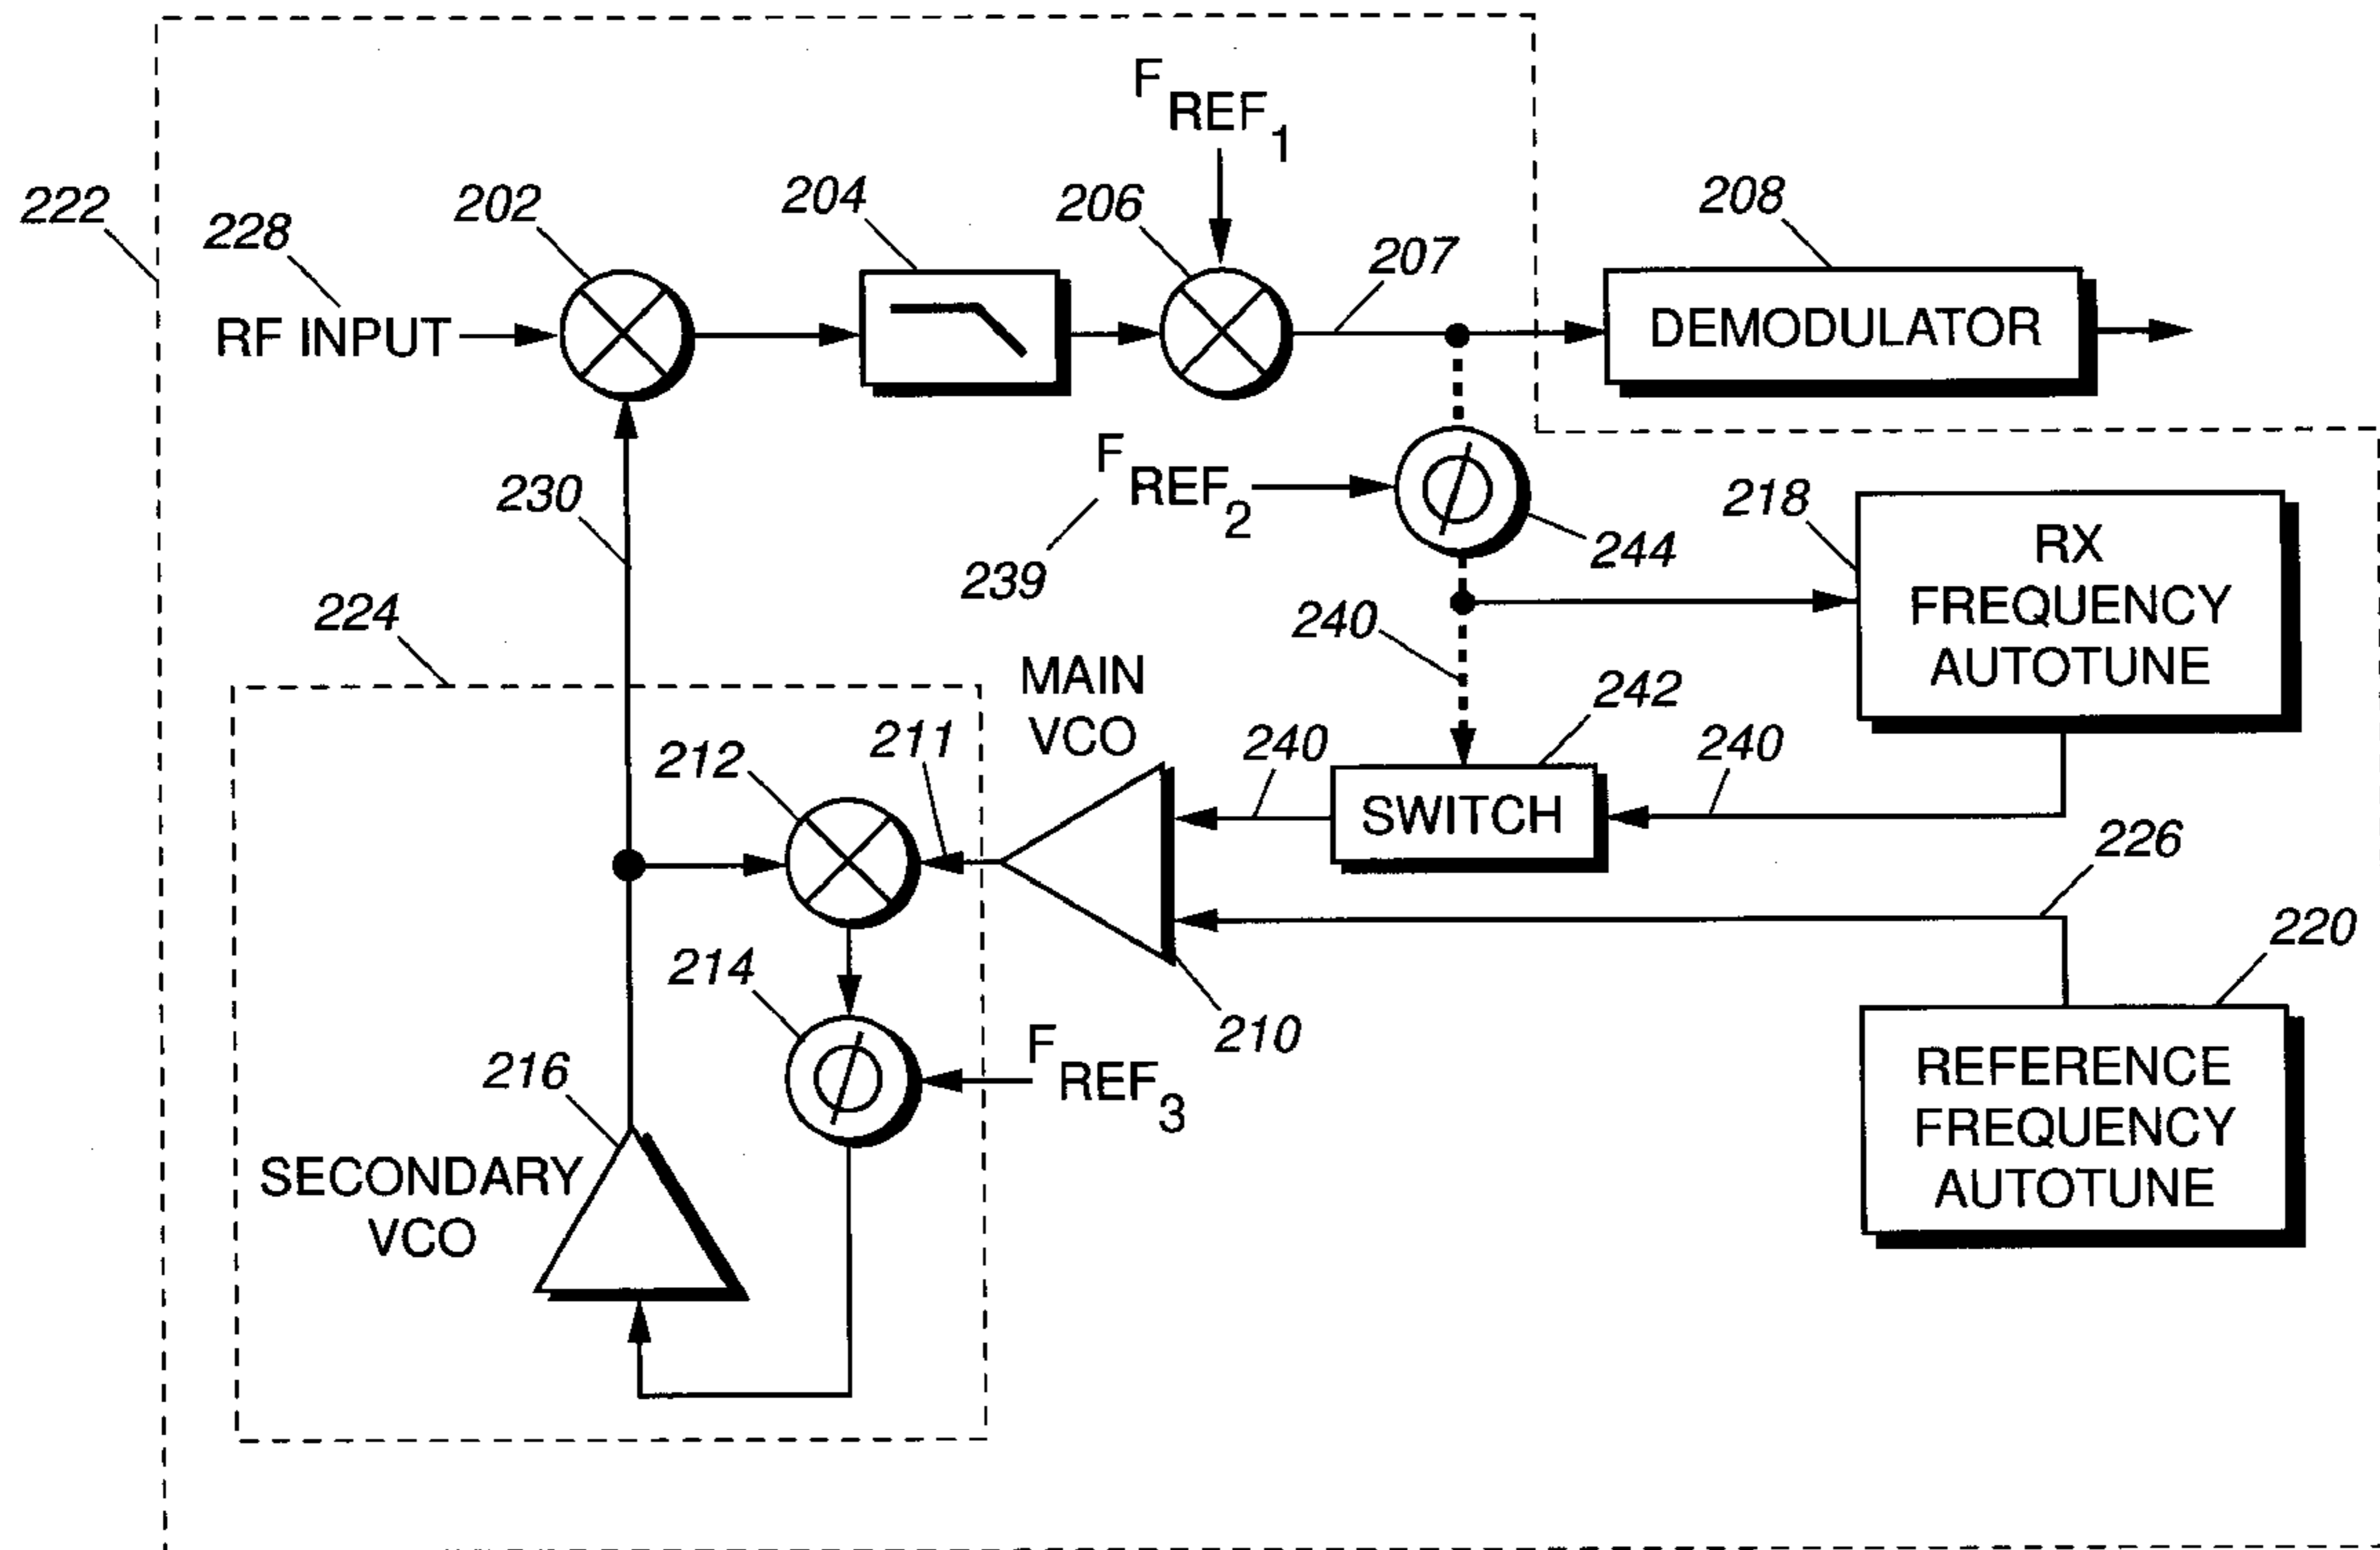 F REF 1
222
228
202
204
206
207
208
RF INPUT
DEMODULATOR
230
F REF 2
239
244
218
RX
FREQUENCY
AUTOTUNE
224
240
242
MAIN
VCO
212
211
240
SWITCH
240
226
220
214
210
216
F REF 3
SECONDARY
VCO
REFERENCE
FREQUENCY
AUTOTUNE